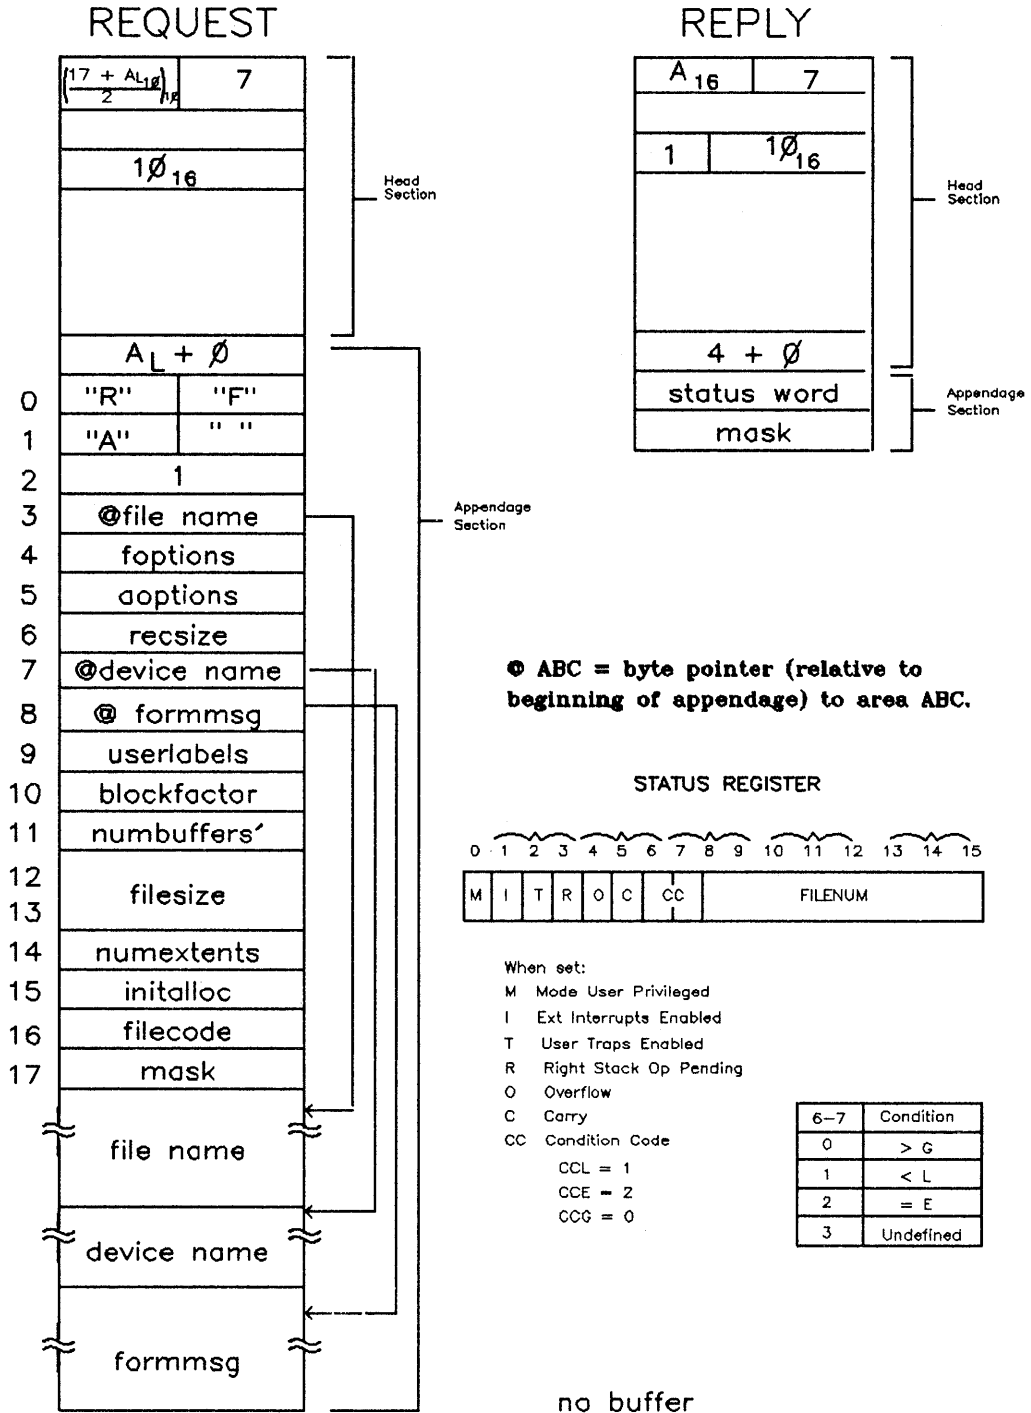 REQUEST
(17 + AL₁∅ / 2)₁∅ 7
1∅₁₆
Head
Section
AL + ∅
0 "R" "F"
1 "A" " "
2 1
3 @file name
4 foptions
5 aoptions
6 recsize
7 @device name
8 @ formmsg
9 userlabels
10 blockfactor
11 numbuffers′
12
13
filesize
14 numextents
15 initalloc
16 filecode
17 mask
file name
device name
formmsg
Appendage
Section
REPLY
A₁₆ 7
1 1∅₁₆
4 + ∅
Head
Section
status word
mask
Appendage
Section
@ ABC = byte pointer (relative to
beginning of appendage) to area ABC.
STATUS REGISTER
0 1 2 3 4 5 6 7 8 9 10 11 12 13 14 15
M I T R O C CC FILENUM
When set:
M Mode User Privileged
I Ext Interrupts Enabled
T User Traps Enabled
R Right Stack Op Pending
O Overflow
C Carry
CC Condition Code
CCL = 1
CCE = 2
CCG = 0
6-7 Condition
0 > G
1 < L
2 = E
3 Undefined
no buffer